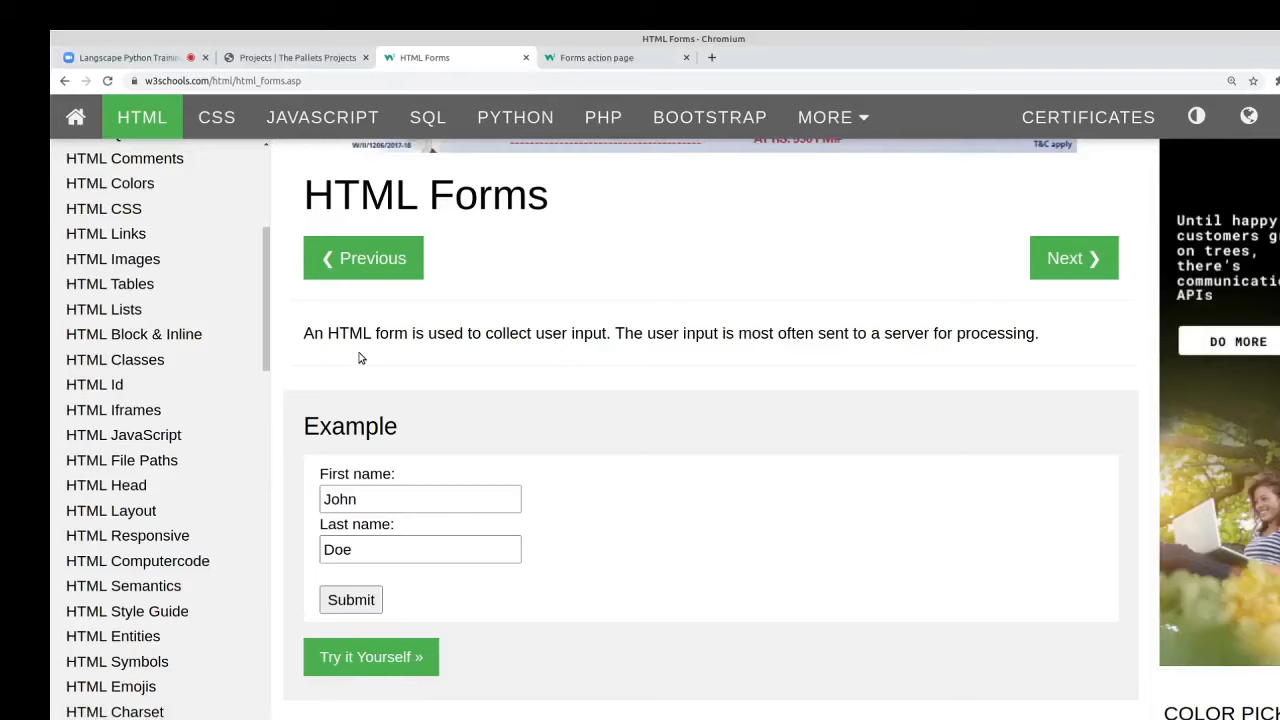 HTML Forms - Chromium
Langscape Python Trainin
Projects | The Pallets Projects
HTML Forms
Forms action page
w3schools.com/html/html_forms.asp
HTML CSS JAVASCRIPT SQL PYTHON PHP BOOTSTRAP MORE CERTIFICATES
W/II/1206/2017-18
T&C apply
HTML Comments
HTML Colors
HTML CSS
HTML Links
HTML Images
HTML Tables
HTML Lists
HTML Block & Inline
HTML Classes
HTML Id
HTML Iframes
HTML JavaScript
HTML File Paths
HTML Head
HTML Layout
HTML Responsive
HTML Computercode
HTML Semantics
HTML Style Guide
HTML Entities
HTML Symbols
HTML Emojis
HTML Charset
HTML Forms
❮ Previous
Next ❯
An HTML form is used to collect user input. The user input is most often sent to a server for processing.
Example
First name:
John
Last name:
Doe
Submit
Try it Yourself »
Until happy
customers g
on trees,
there's
communicati
APIs
DO MORE
COLOR PICK